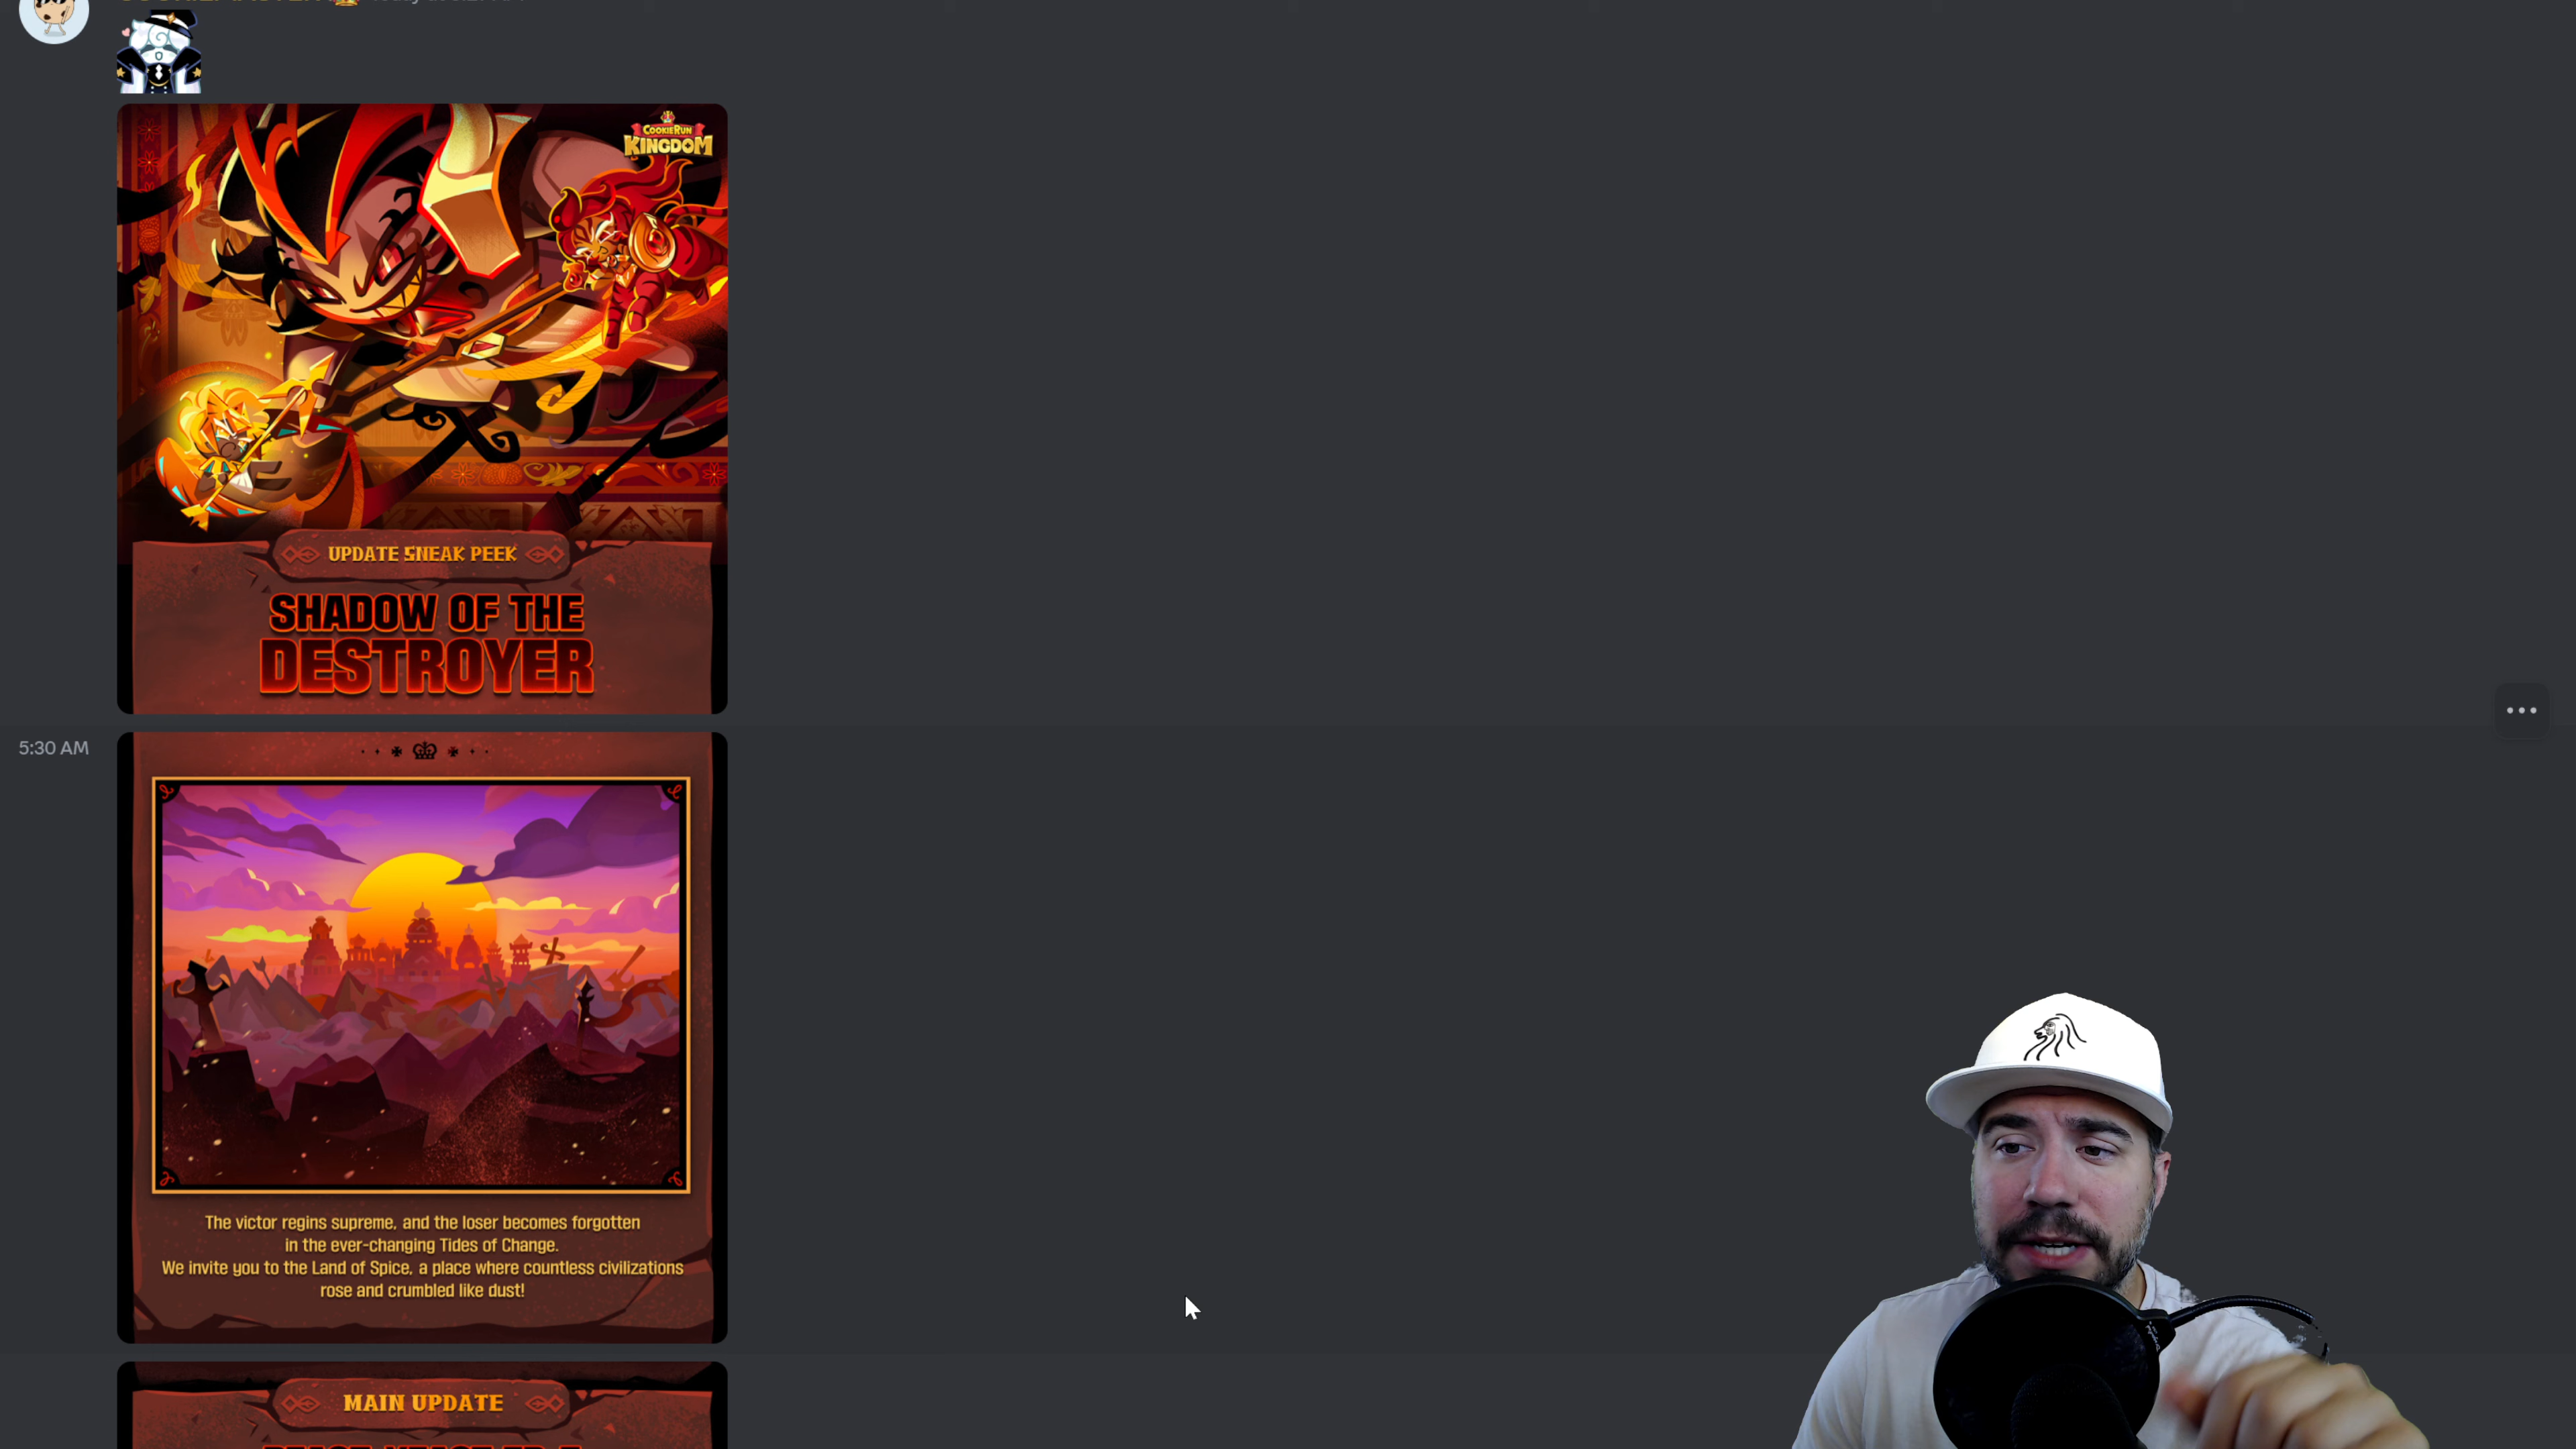 COOKIERUN
KINGDOM
UPDATE SNEAK PEEK
SHADOW OF THE
DESTROYER
5:30 AM
The victor regins supreme, and the loser becomes forgotten
in the ever-changing Tides of Change.
We invite you to the Land of Spice, a place where countless civilizations
rose and crumbled like dust!
MAIN UPDATE